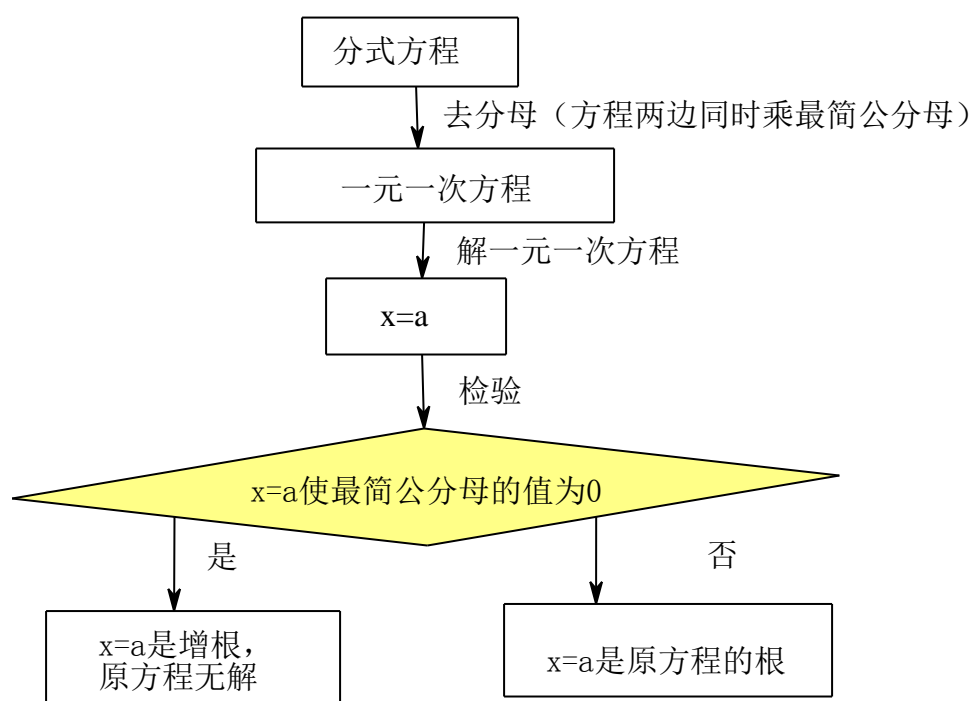 分式方程
去分母（方程两边同时乘最简公分母）
一元一次方程
解一元一次方程
x=a
检验
x=a使最简公分母的值为0
是
否
x=a是增根，
原方程无解
x=a是原方程的根